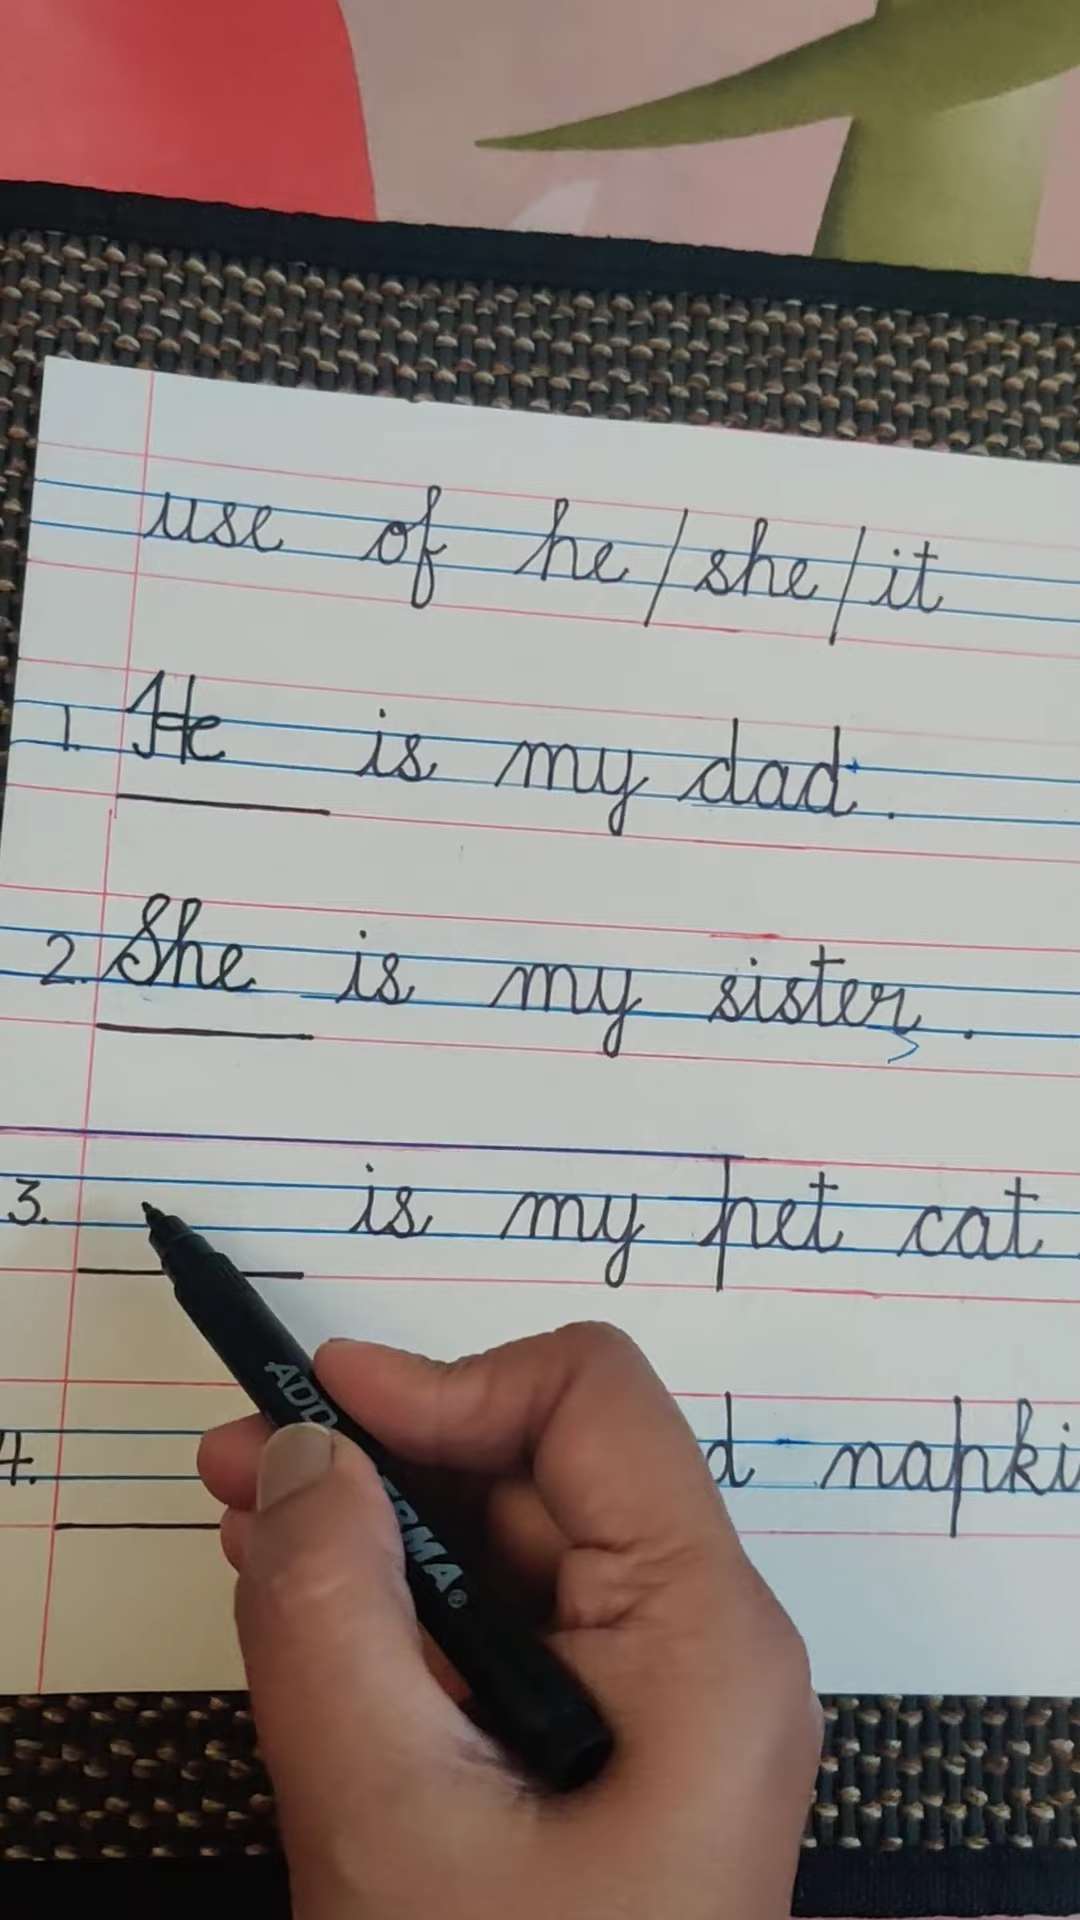 use of he/she/it
1. He is my dad.
2. She is my sister.
3. is my pet cat.
4.